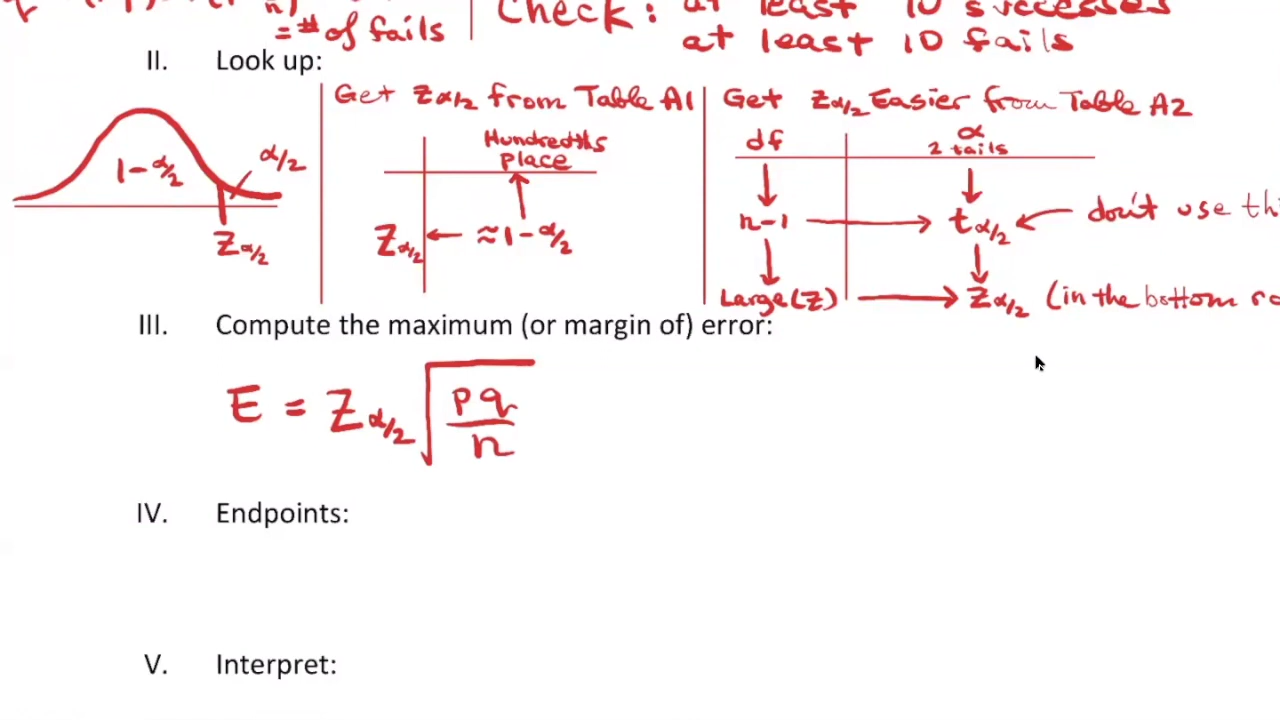 = # of fails
Check: at least 10 successes
at least 10 fails
II. Look up:
1-α/2
α/2
Zα/2
Get Zα/2 from Table A1
Hundredths
place
Zα/2 ← ≈1-α/2
Get Zα/2 Easier from Table A2
df
α
2 tails
n-1 → tα/2 ← don't use
Large(Z) → Zα/2 (in the bottom
III. Compute the maximum (or margin of) error:
E = Zα/2 √(pq/n)
IV. Endpoints:
V. Interpret: